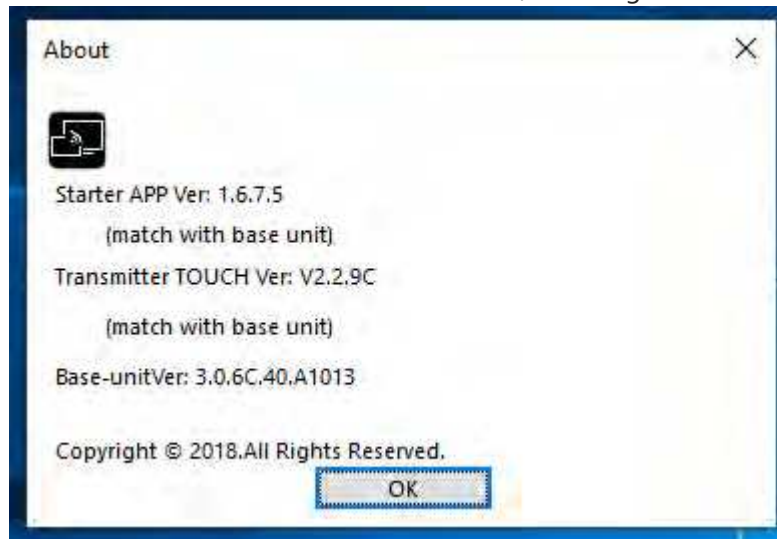 About
Starter APP Ver: 1.6.7.5
(match with base unit)
Transmitter TOUCH Ver: V2.2.9C
(match with base unit)
Base-unitVer: 3.0.6C.40.A1013
Copyright © 2018.All Rights Reserved.
OK